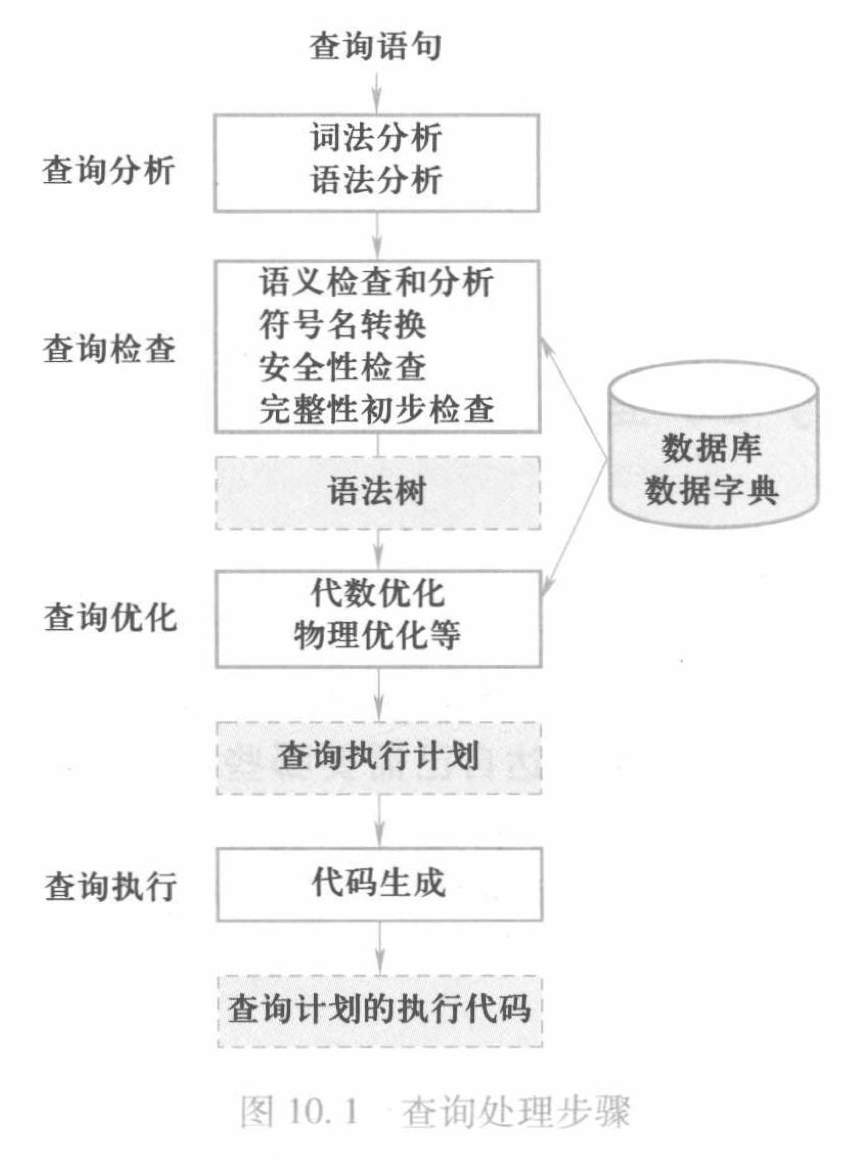 查询语句
查询分析
词法分析
语法分析
查询检查
语义检查和分析
符号名转换
安全性检查
完整性初步检查
数据库
数据字典
语法树
查询优化
代数优化
物理优化等
查询执行计划
查询执行
代码生成
查询计划的执行代码
图 10.1 查询处理步骤